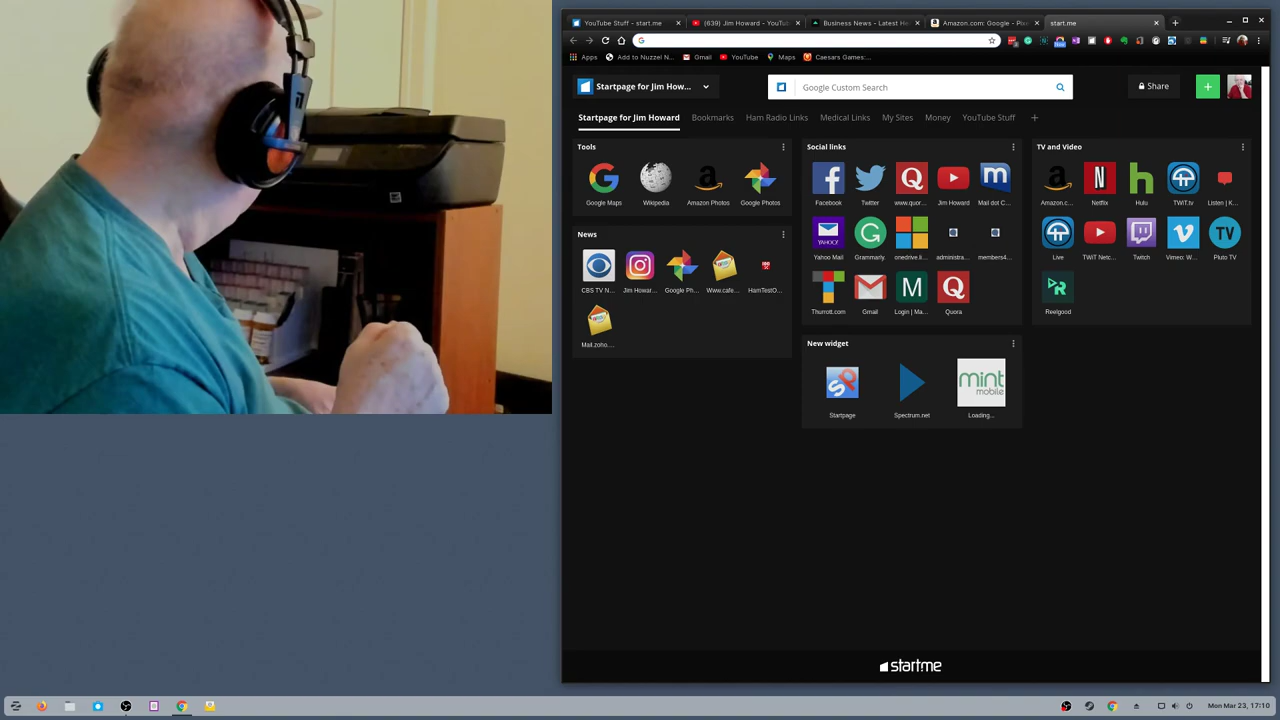 YouTube Stuff - start.me
(639) Jim Howard - YouTu
Business News - Latest He
Amazon.com: Google - Pixe
start.me
Apps
Add to Nuzzel N...
Gmail
YouTube
Maps
Caesars Games:...
Startpage for Jim How...
Google Custom Search
Share
Startpage for Jim Howard
Bookmarks
Ham Radio Links
Medical Links
My Sites
Money
YouTube Stuff
Tools
Google Maps
Wikipedia
Amazon Photos
Google Photos
News
CBS TV N...
Jim Howar...
Google Ph...
Www.cafe...
HamTestO...
Mail.zoho....
Social links
Facebook
Twitter
www.quor...
Jim Howard
Mail dot C...
YAHOO!
Yahoo Mail
Grammarly.
onedrive.li...
administra...
members4...
Thurrott.com
Gmail
Login | Ma...
Quora
New widget
Startpage
Spectrum.net
mint
mobile
Loading...
TV and Video
Amazon.c...
Netflix
Hulu
TWiT.tv
Listen | K...
Live
TWiT Netc...
Twitch
Vimeo: W...
TV
Pluto TV
Reelgood
start.me
Mon Mar 23, 17:10